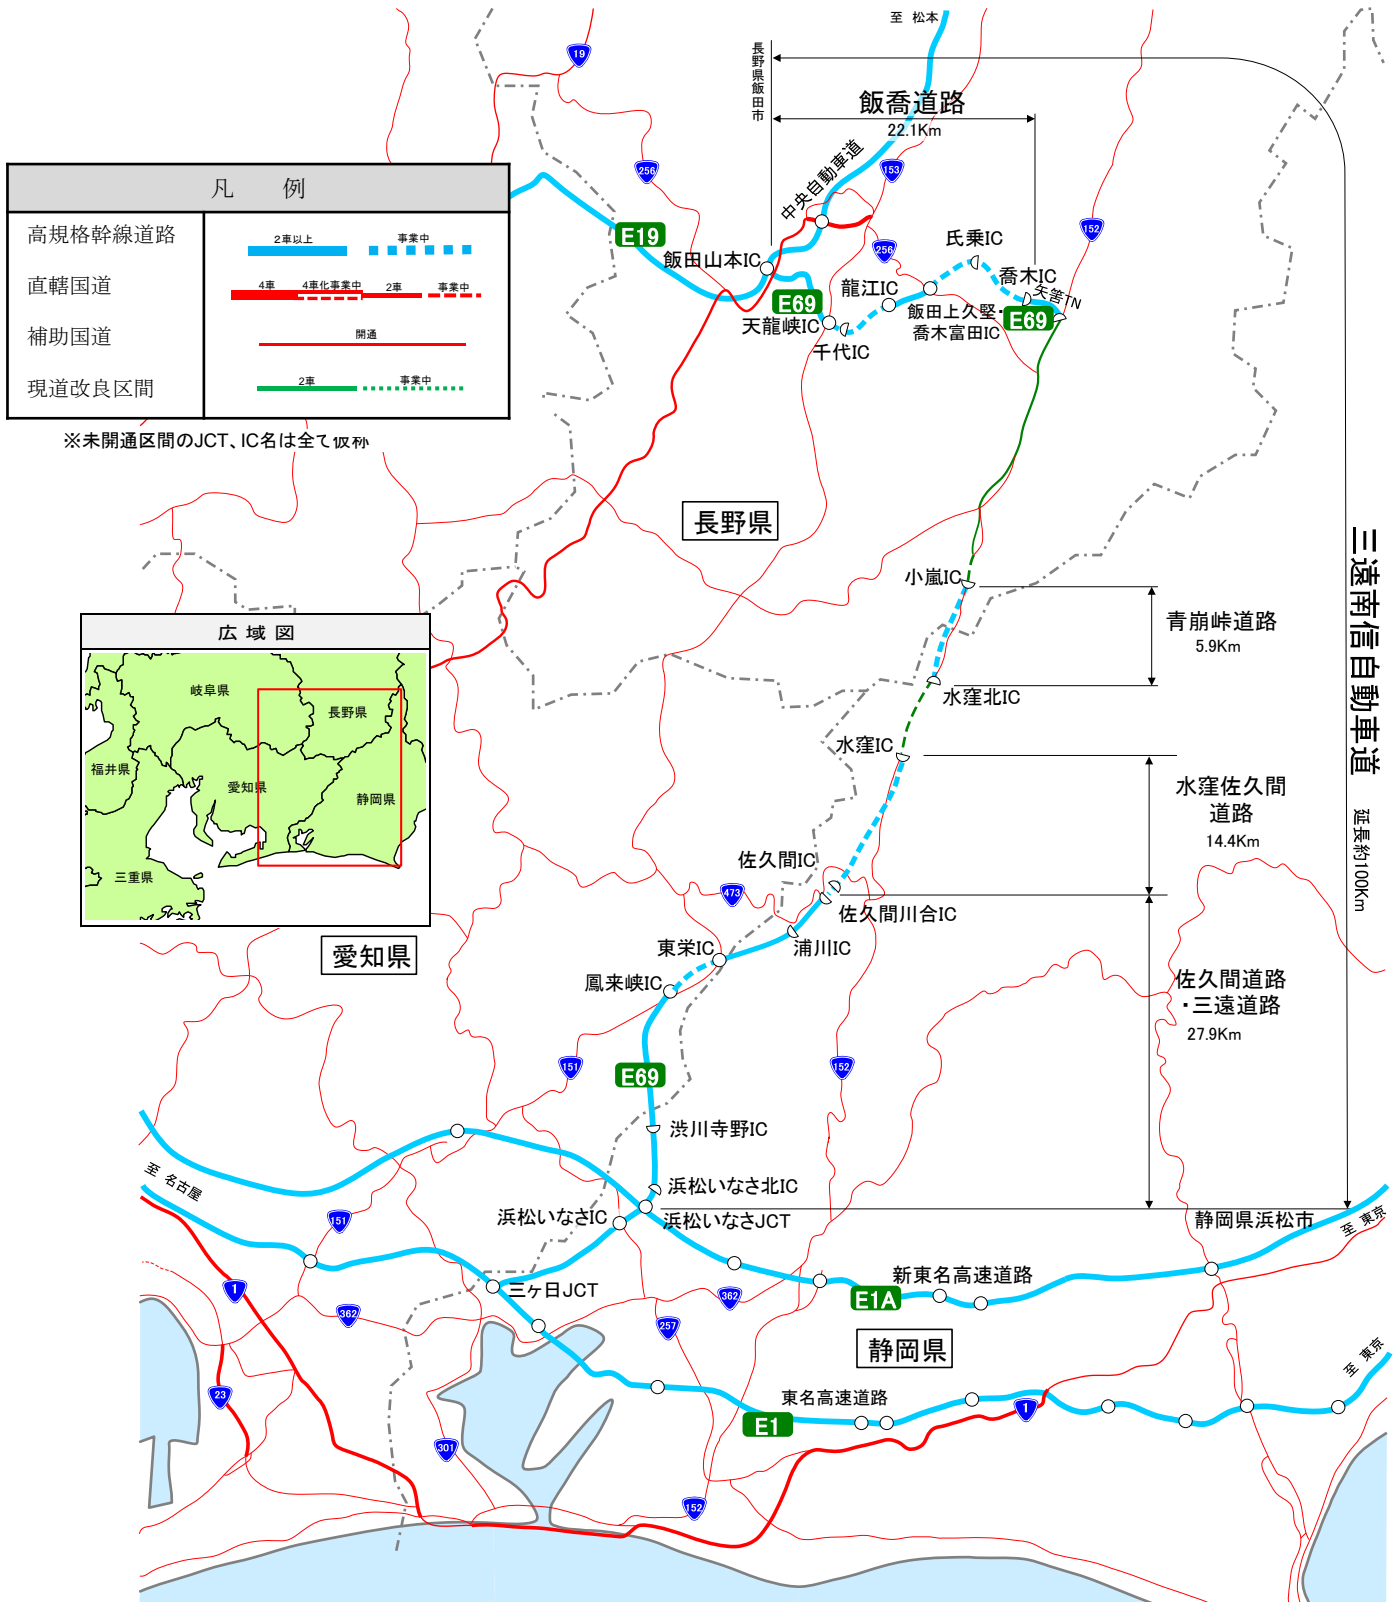 至 松本
長野県飯田市
19
飯喬道路
22.1Km
256
153
中央自動車道
152
凡 例
高規格幹線道路
2車以上
事業中
直轄国道
4車
4車化事業中
2車
事業中
補助国道
開通
現道改良区間
2車
事業中
※未開通区間のJCT、IC名は全て仮称
E19
飯田山本IC
256
氏乗IC
喬木IC
矢筈TN
龍江IC
E69
飯田上久堅・
喬木富田IC
E69
天龍峡IC
千代IC
長野県
三遠南信自動車道
延長約100Km
小嵐IC
青崩峠道路
5.9Km
水窪北IC
水窪IC
水窪佐久間
道路
14.4Km
広域図
岐阜県
長野県
福井県
愛知県
静岡県
三重県
佐久間IC
473
佐久間川合IC
愛知県
東栄IC
浦川IC
鳳来峡IC
佐久間道路
・三遠道路
27.9Km
151
E69
152
渋川寺野IC
至 名古屋
浜松いなさ北IC
151
浜松いなさIC
浜松いなさJCT
静岡県浜松市
至 東京
三ヶ日JCT
新東名高速道路
E1A
1
362
362
257
静岡県
至 東京
23
東名高速道路
E1
1
301
152